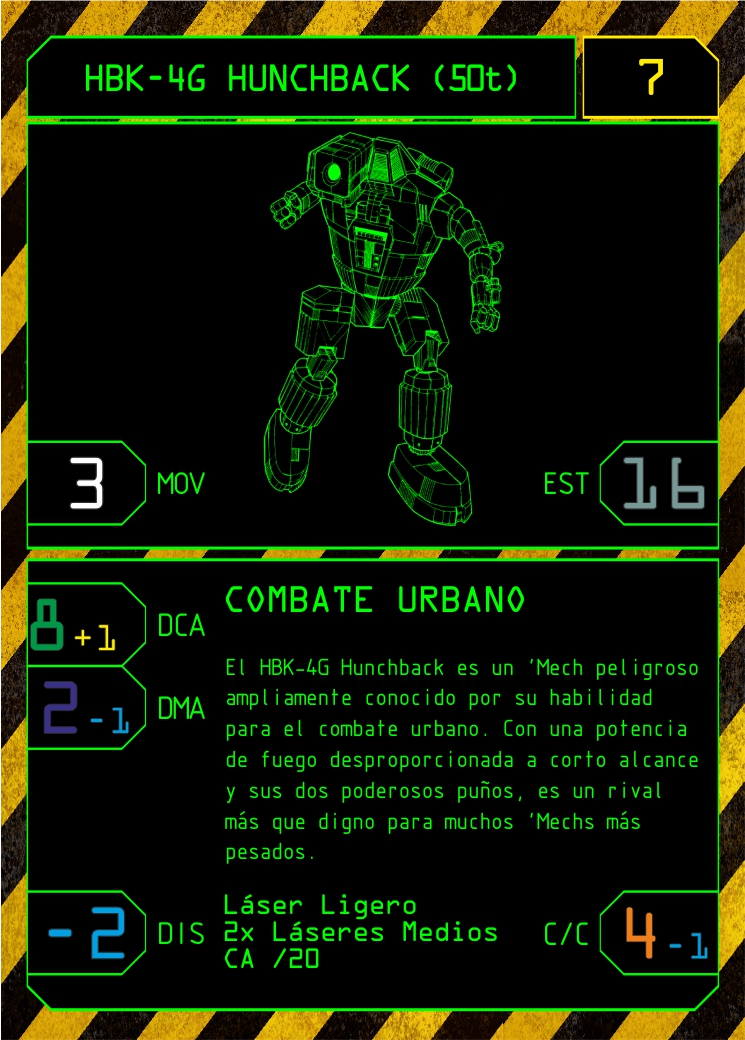 HBK-4G HUNCHBACK (50t)
7
3 MOV
EST 16
8 +1 DCA
2 -1 DMA
COMBATE URBANO
El HBK-4G Hunchback es un 'Mech peligroso
ampliamente conocido por su habilidad
para el combate urbano. Con una potencia
de fuego desproporcionada a corto alcance
y sus dos poderosos puños, es un rival
más que digno para muchos 'Mechs más
pesados.
-2 DIS
Láser Ligero
2x Láseres Medios
CA /20
C/C 4 -1